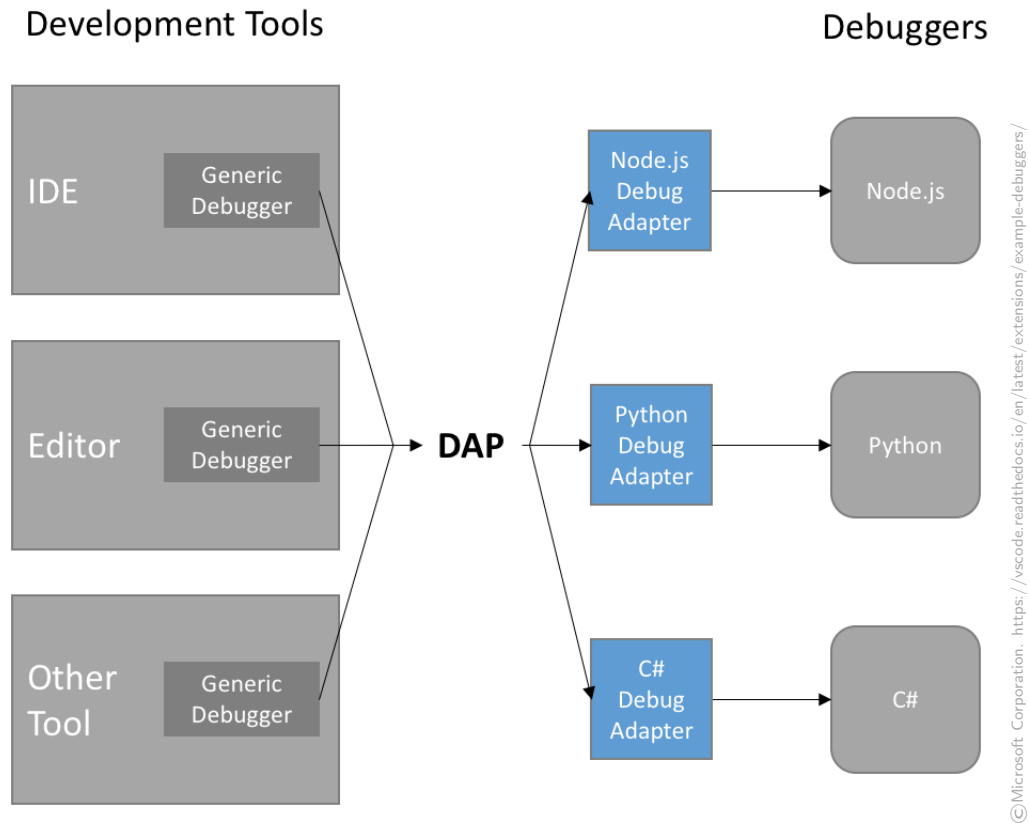 Development Tools
Debuggers
IDE
Generic
Debugger
Node.js
Debug
Adapter
Node.js
Editor
Generic
Debugger
DAP
Python
Debug
Adapter
Python
Other
Tool
Generic
Debugger
C#
Debug
Adapter
C#
©Microsoft Corporation. . https://vscode.readthedocs.io/en/latest/extensions/example-debuggers/